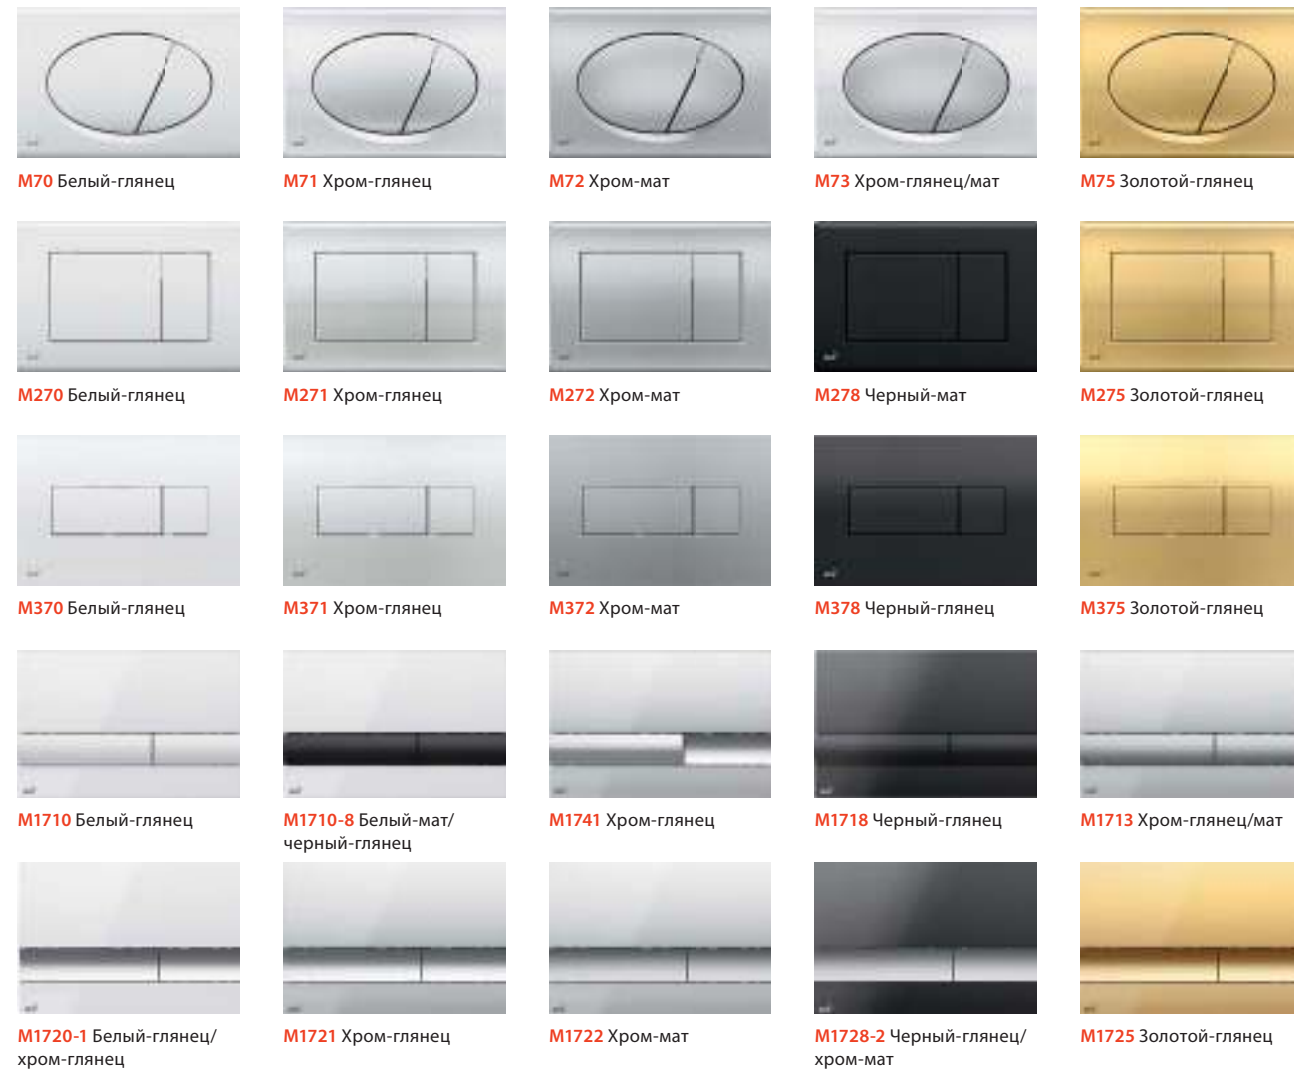 M70 Белый-глянец
M71 Хром-глянец
M72 Хром-мат
M73 Хром-глянец/мат
M75 Золотой-глянец
M270 Белый-глянец
M271 Хром-глянец
M272 Хром-мат
M278 Черный-мат
M275 Золотой-глянец
M370 Белый-глянец
M371 Хром-глянец
M372 Хром-мат
M378 Черный-глянец
M375 Золотой-глянец
M1710 Белый-глянец
M1710-8 Белый-мат/
черный-глянец
M1741 Хром-глянец
M1718 Черный-глянец
M1713 Хром-глянец/мат
M1720-1 Белый-глянец/
хром-глянец
M1721 Хром-глянец
M1722 Хром-мат
M1728-2 Черный-глянец/
хром-мат
M1725 Золотой-глянец